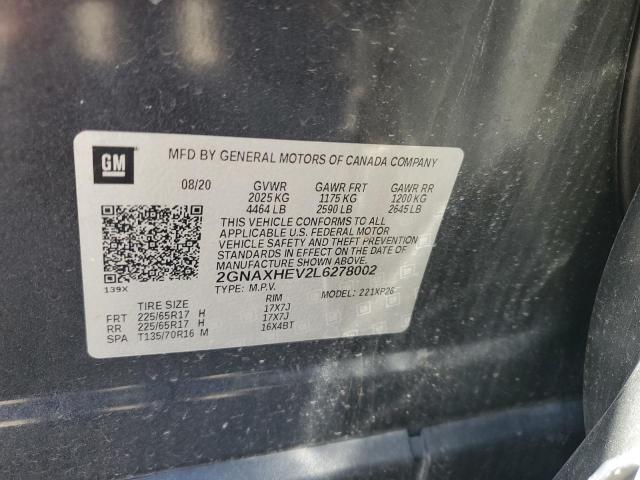 GM
MFD BY GENERAL MOTORS OF CANADA COMPANY
08/20 GVWR GAWR FRT GAWR RR
2025 KG 1175 KG 1200 KG
4464 LB 2590 LB 2645 LB
THIS VEHICLE CONFORMS TO ALL
APPLICABLE U.S. FEDERAL MOTOR
VEHICLE SAFETY AND THEFT PREVENTION
STANDARDS IN EFFECT ON THE DATE OF
2GNAXHEV2L6278002
139X TYPE: M.P.V. MODEL: 221XP26
TIRE SIZE RIM
FRT 225/65R17 H 17X7J
RR 225/65R17 H 17X7J
SPA T135/70R16 M 16X4BT